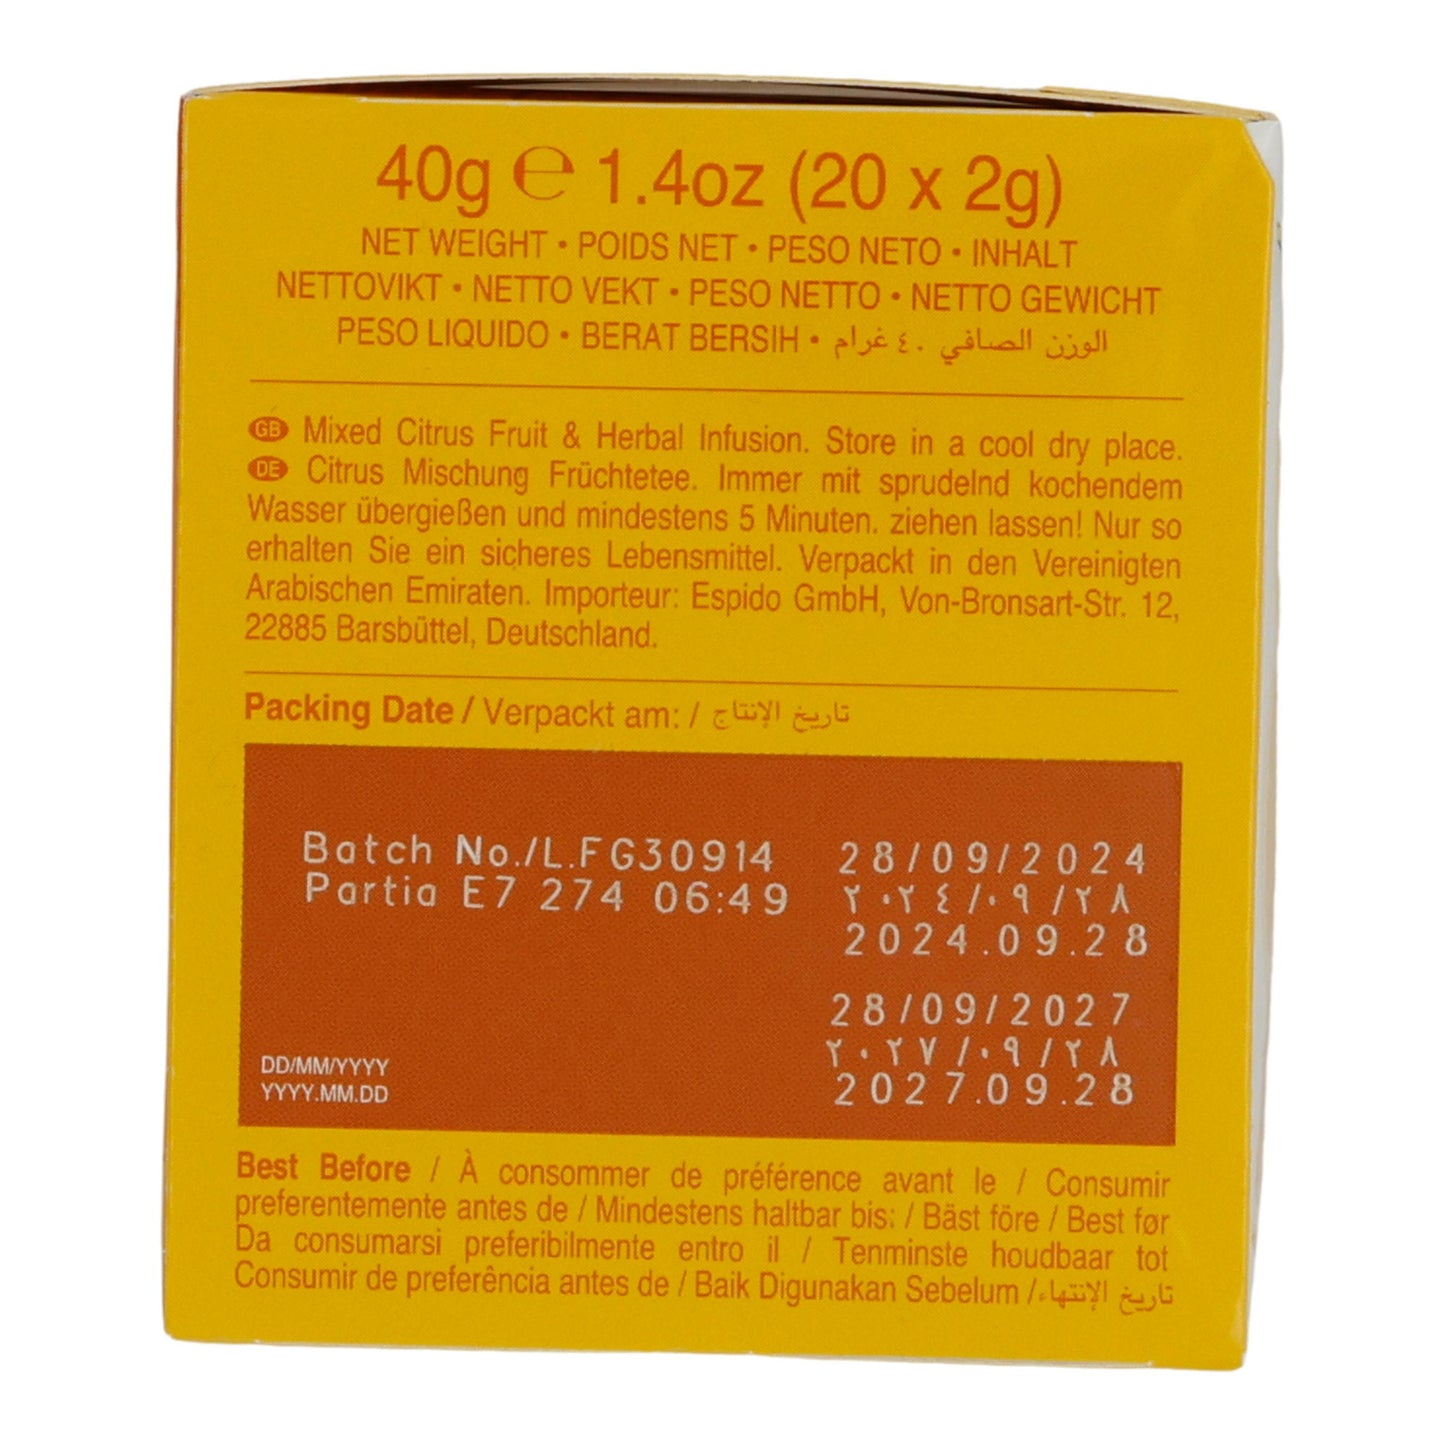 40g ℮ 1.4oz (20 x 2g)
NET WEIGHT • POIDS NET • PESO NETO • INHALT
NETTOVIKT • NETTO VEKT • PESO NETTO • NETTO GEWICHT
PESO LIQUIDO • BERAT BERSIH • الوزن الصافي ٤٠ غرام
GB Mixed Citrus Fruit & Herbal Infusion. Store in a cool dry place.
DE Citrus Mischung Früchtetee. Immer mit sprudelnd kochendem
Wasser übergießen und mindestens 5 Minuten. ziehen lassen! Nur so
erhalten Sie ein sicheres Lebensmittel. Verpackt in den Vereinigten
Arabischen Emiraten. Importeur: Espido GmbH, Von-Bronsart-Str. 12,
22885 Barsbüttel, Deutschland.
Packing Date / Verpackt am: / تاريخ الإنتاج
Batch No./L.FG30914 28/09/2024
Partia E7 274 06:49 ٢٠٢٤/٠٩/٢٨
2024.09.28
28/09/2027
٢٠٢٧/٠٩/٢٨
2027.09.28
DD/MM/YYYY
YYYY.MM.DD
Best Before / À consommer de préférence avant le / Consumir
preferentemente antes de / Mindestens haltbar bis: / Bäst före / Best før
Da consumarsi preferibilmente entro il / Tenminste houdbaar tot
Consumir de preferência antes de / Baik Digunakan Sebelum / تاريخ الإنتهاء